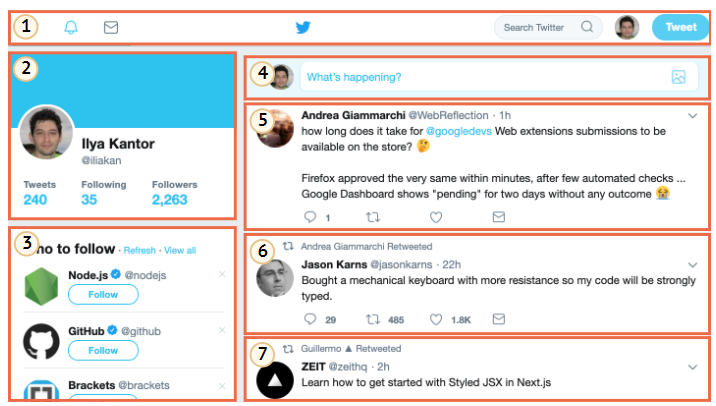 1
Search Twitter
Tweet
2
Ilya Kantor
@iliakan
Tweets Following Followers
240 35 2,263
3
to follow · Refresh · View all
Node.js @nodejs
Follow
GitHub @github
Follow
Brackets @brackets
4
What's happening?
5
Andrea Giammarchi @WebReflection · 1h
how long does it take for @googledevs Web extensions submissions to be
available on the store? 🤔
Firefox approved the very same within minutes, after few automated checks ...
Google Dashboard shows "pending" for two days without any outcome 😭
1
6
Andrea Giammarchi Retweeted
Jason Karns @jasonkarns · 22h
Bought a mechanical keyboard with more resistance so my code will be strongly
typed.
29 485 1.8K
7
Guillermo ▲ Retweeted
ZEIT @zeithq · 2h
Learn how to get started with Styled JSX in Next.js